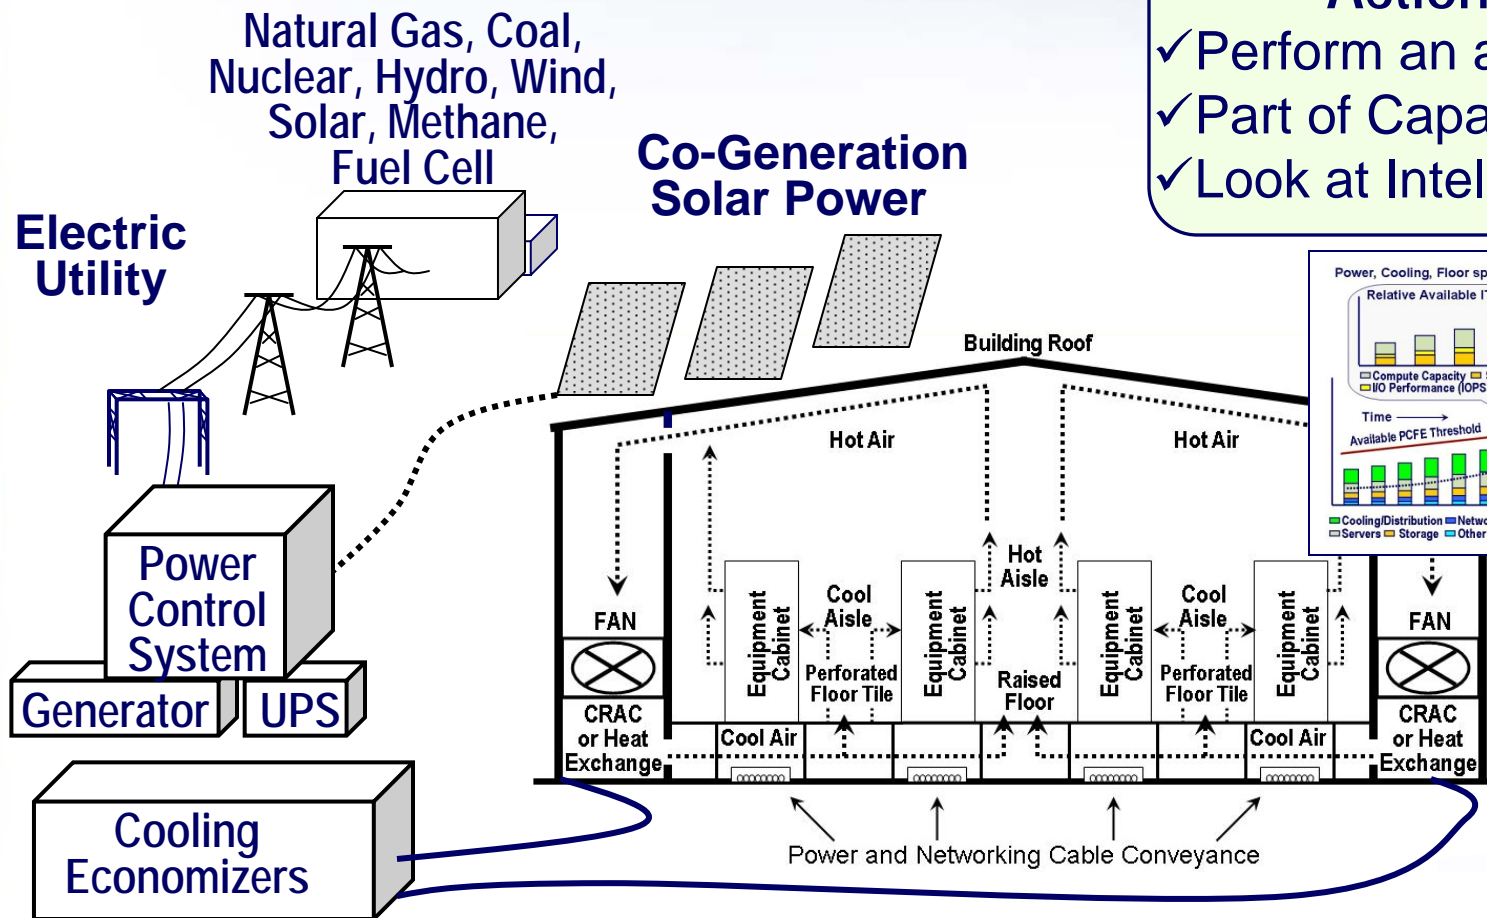 Natural Gas, Coal,
Nuclear, Hydro, Wind,
Solar, Methane,
Fuel Cell
Co-Generation
Solar Power
Electric
Utility
Action
✓Perform an a
✓Part of Capa
✓Look at Intel
Power, Cooling, Floor sp
Relative Available IT
Compute Capacity
I/O Performance (IOPS
Time
Available PCFE Threshold
Cooling/Distribution Netwo
Servers Storage Other
Building Roof
Hot Air
Hot Air
Hot
Aisle
Cool
Aisle
Cool
Aisle
Equipment
Cabinet
Equipment
Cabinet
Equipment
Cabinet
Equipment
Cabinet
Perforated
Floor Tile
Raised
Floor
Perforated
Floor Tile
FAN
FAN
CRAC
or Heat
Exchange
CRAC
or Heat
Exchange
Cool Air
Cool Air
Power
Control
System
Generator
UPS
Cooling
Economizers
Power and Networking Cable Conveyance